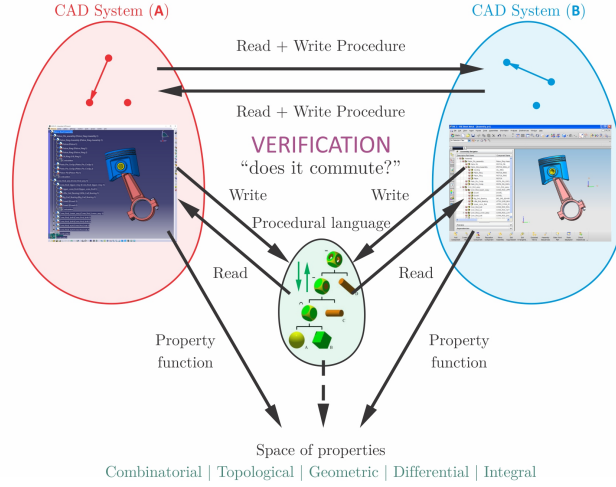 CAD System (A)
CAD System (B)
Read + Write Procedure
Read + Write Procedure
VERIFICATION
“does it commute?”
Write
Write
Procedural language
Read
Read
A
B
C
Property
function
Property
function
Space of properties
Combinatorial | Topological | Geometric | Differential | Integral